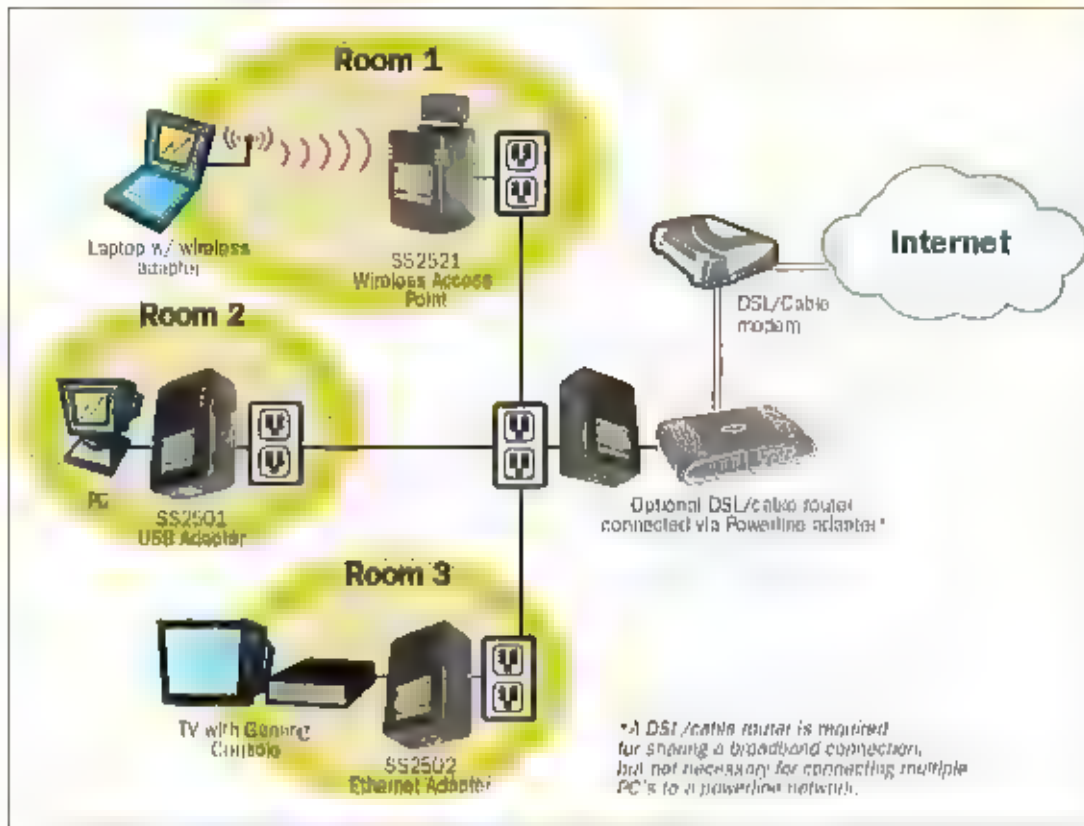 Room 1
Laptop w/ wireless
adapter
SS2521
Wireless Access
Point
Internet
DSL/Cable
modem
Room 2
PC
SS2501
USB Adapter
Optional DSL/cable router
connected via Powerline adapter*
Room 3
TV with Gaming
Console
SS2502
Ethernet Adapter
*A DSL/cable router is required
for sharing a broadband connection,
but not necessary for connecting multiple
PC's to a powerline network.